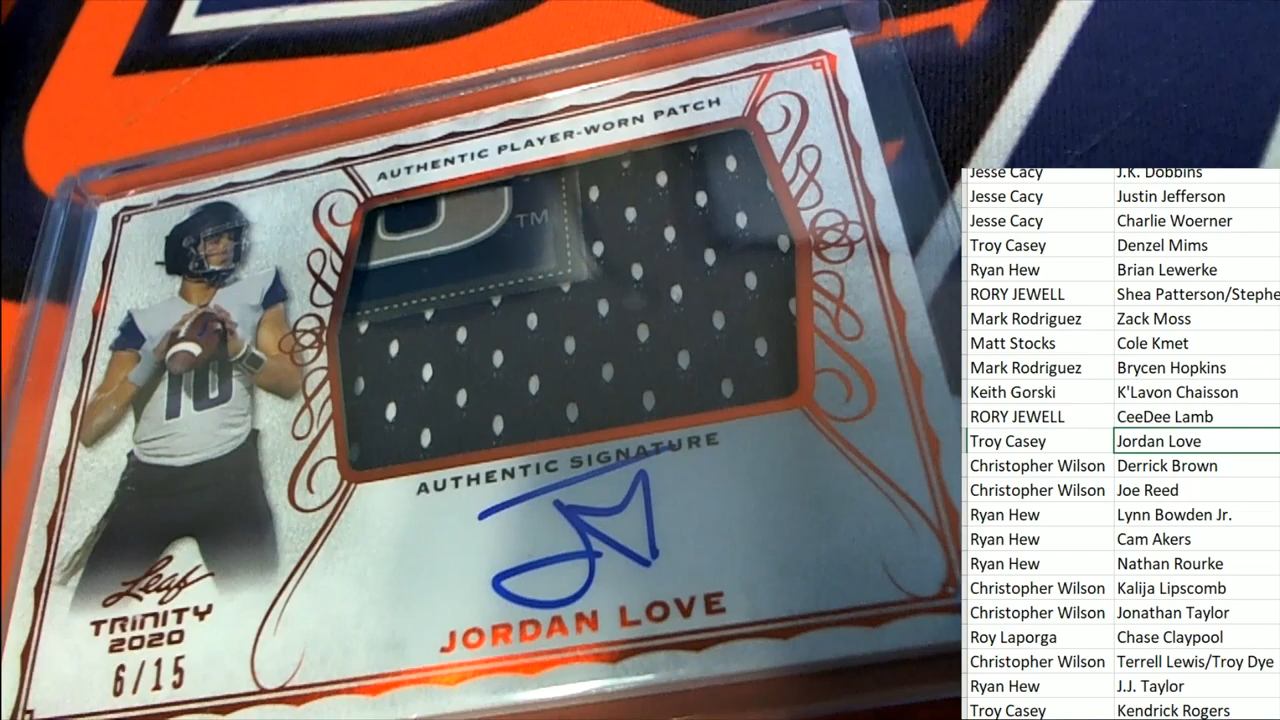 AUTHENTIC PLAYER-WORN PATCH
TM
10
AUTHENTIC SIGNATURE
JORDAN LOVE
Leaf
TRINITY
2020
6/15
Jesse Cacy J.K. Dobbins
Jesse Cacy Justin Jefferson
Jesse Cacy Charlie Woerner
Troy Casey Denzel Mims
Ryan Hew Brian Lewerke
RORY JEWELL Shea Patterson/Stephe
Mark Rodriguez Zack Moss
Matt Stocks Cole Kmet
Mark Rodriguez Brycen Hopkins
Keith Gorski K'Lavon Chaisson
RORY JEWELL CeeDee Lamb
Troy Casey Jordan Love
Christopher Wilson Derrick Brown
Christopher Wilson Joe Reed
Ryan Hew Lynn Bowden Jr.
Ryan Hew Cam Akers
Ryan Hew Nathan Rourke
Christopher Wilson Kalija Lipscomb
Christopher Wilson Jonathan Taylor
Roy Laporga Chase Claypool
Christopher Wilson Terrell Lewis/Troy Dye
Ryan Hew J.J. Taylor
Troy Casey Kendrick Rogers